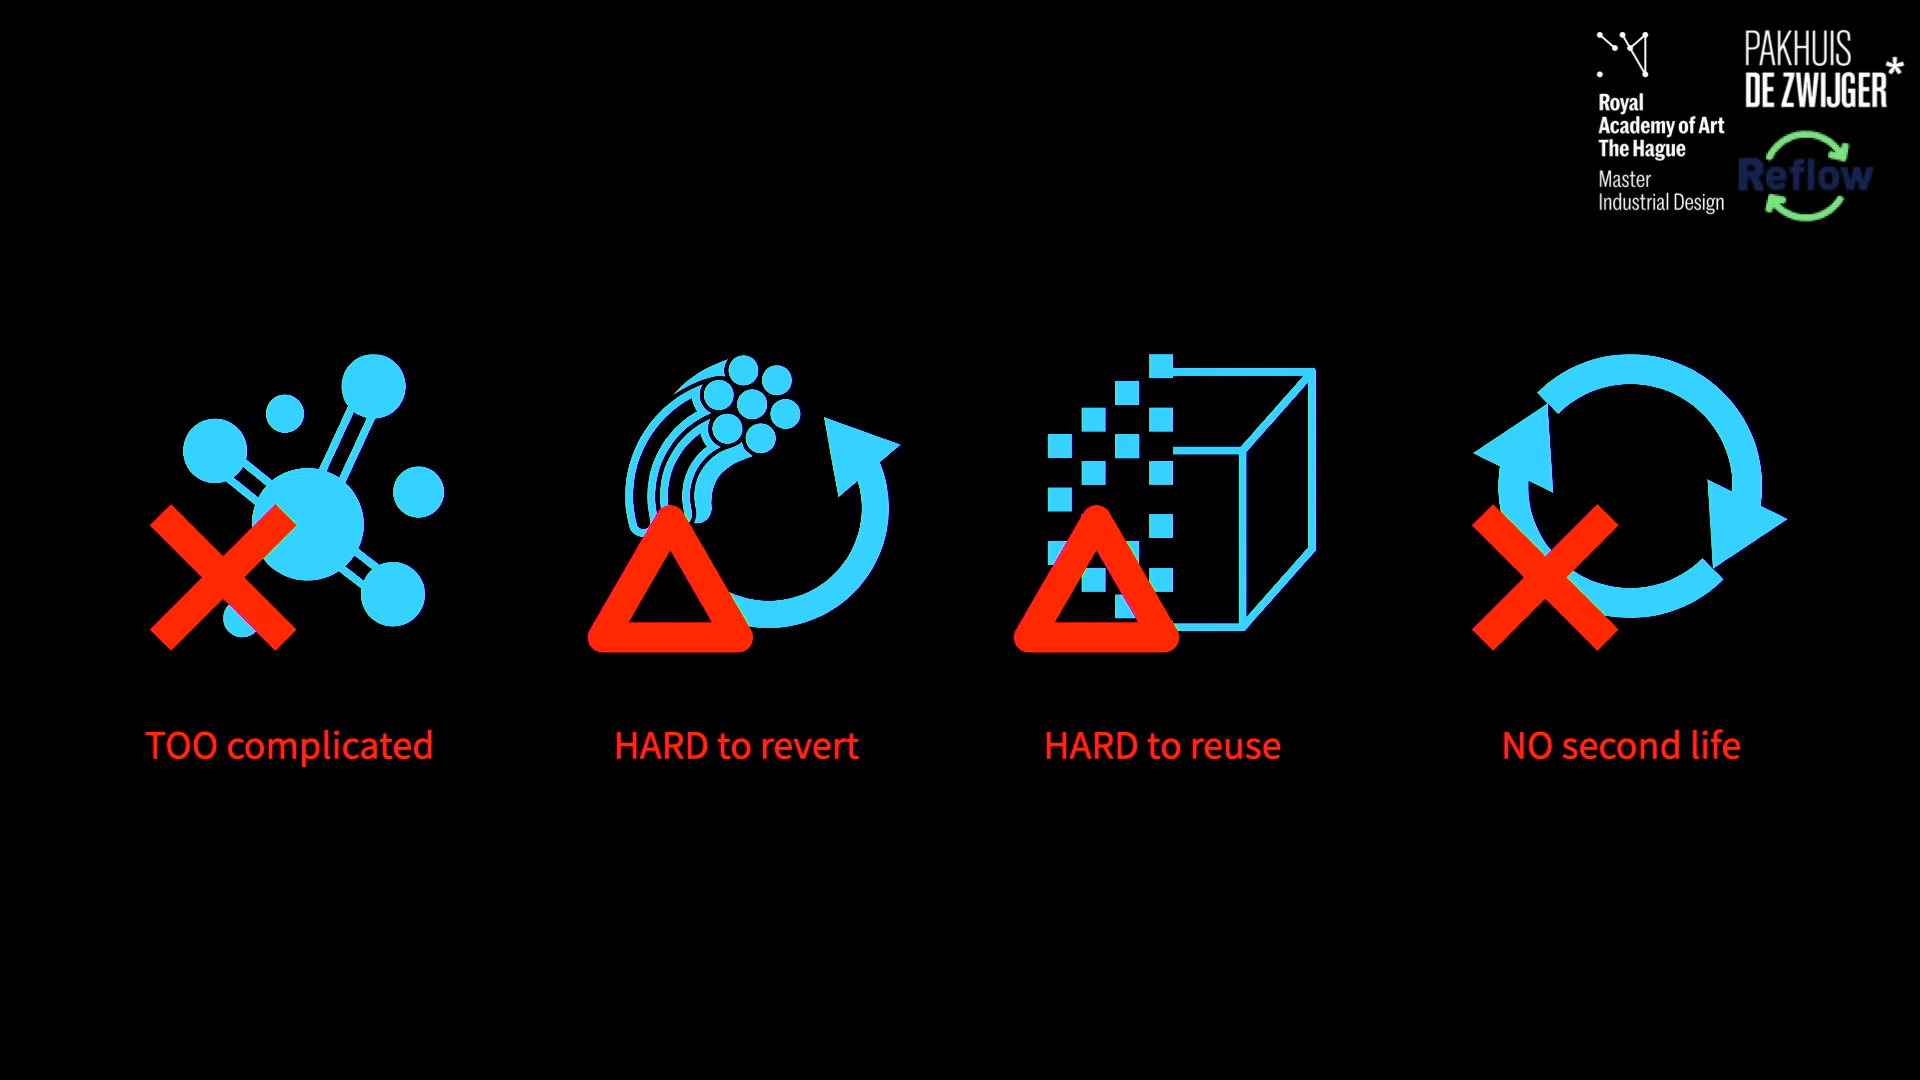 Royal
Academy of Art
The Hague
Master
Industrial Design
PAKHUIS
DE ZWIJGER*
Reflow
TOO complicated
HARD to revert
HARD to reuse
NO second life